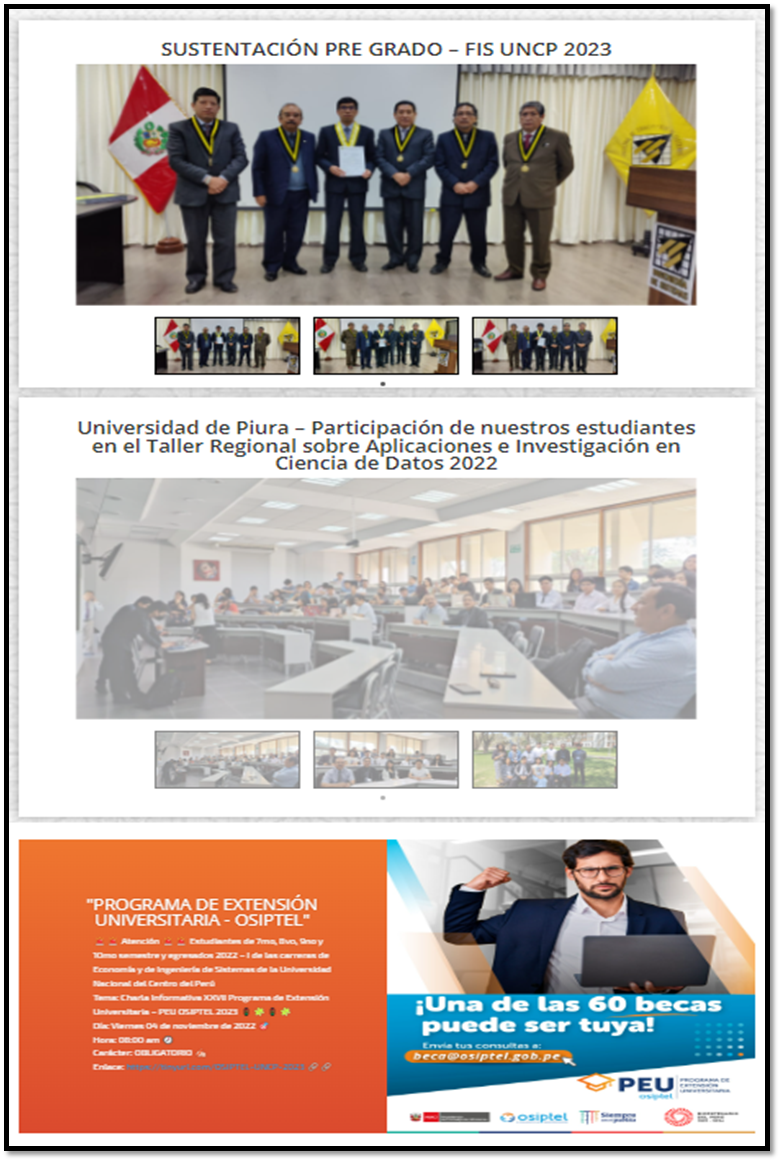 SUSTENTACIÓN PRE GRADO – FIS UNCP 2023
Universidad de Piura – Participación de nuestros estudiantes
en el Taller Regional sobre Aplicaciones e Investigación en
Ciencia de Datos 2022
"PROGRAMA DE EXTENSIÓN
UNIVERSITARIA - OSIPTEL"
Atención Estudiantes de 7mo, 8vo, 9no y
10mo semestre y egresados 2022 – I de las carreras de
Economía y de Ingeniería de Sistemas de la Universidad
Nacional del Centro del Perú
Tema: Charla Informativa XXVII Programa de Extensión
Universitaria – PEU OSIPTEL 2023
Día: Viernes 04 de noviembre de 2022
Hora: 08:00 am
Carácter: OBLIGATORIO
Enlace:
¡Una de las 60 becas
puede ser tuya!
Envía tus consultas a:
beca@osiptel.gob.pe
PEU
PROGRAMA DE
EXTENSIÓN
UNIVERSITARIA
osiptel
osiptel
Siempre